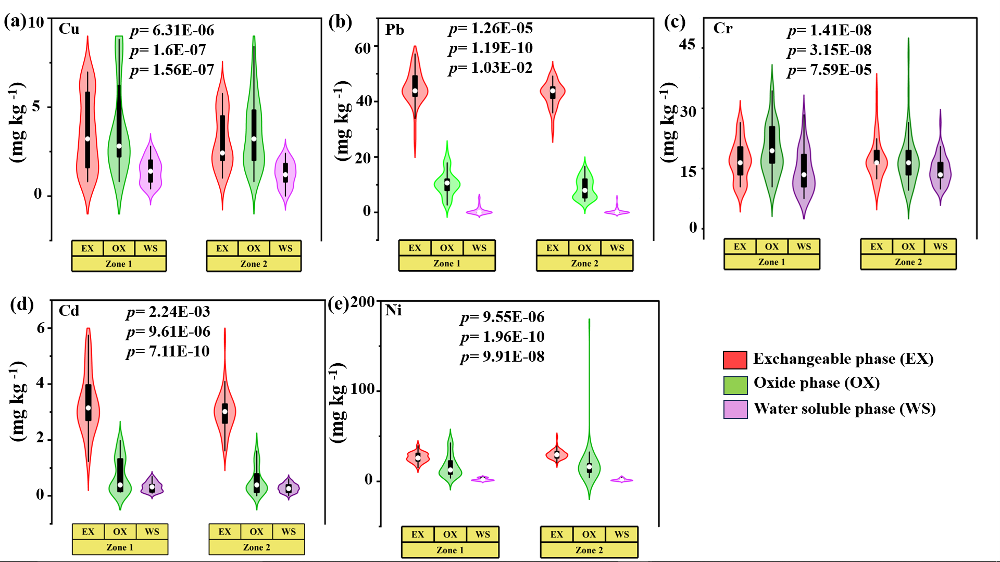 (a)
Cu
p= 6.31E-06
p= 1.6E-07
p= 1.56E-07
10
5
0
(mg kg -1)
EX OX WS
Zone 1
EX OX WS
Zone 2
(b)
Pb
p= 1.26E-05
p= 1.19E-10
p= 1.03E-02
60
40
20
0
(mg kg -1)
EX OX WS
Zone 1
EX OX WS
Zone 2
(c)
Cr
p= 1.41E-08
p= 3.15E-08
p= 7.59E-05
45
30
15
0
(mg kg -1)
EX OX WS
Zone 1
EX OX WS
Zone 2
(d)
Cd
p= 2.24E-03
p= 9.61E-06
p= 7.11E-10
6
4
2
0
(mg kg -1)
EX OX WS
Zone 1
EX OX WS
Zone 2
(e)
Ni
p= 9.55E-06
p= 1.96E-10
p= 9.91E-08
200
100
0
(mg kg -1)
EX OX WS
Zone 1
EX OX WS
Zone 2
Exchangeable phase (EX)
Oxide phase (OX)
Water soluble phase (WS)